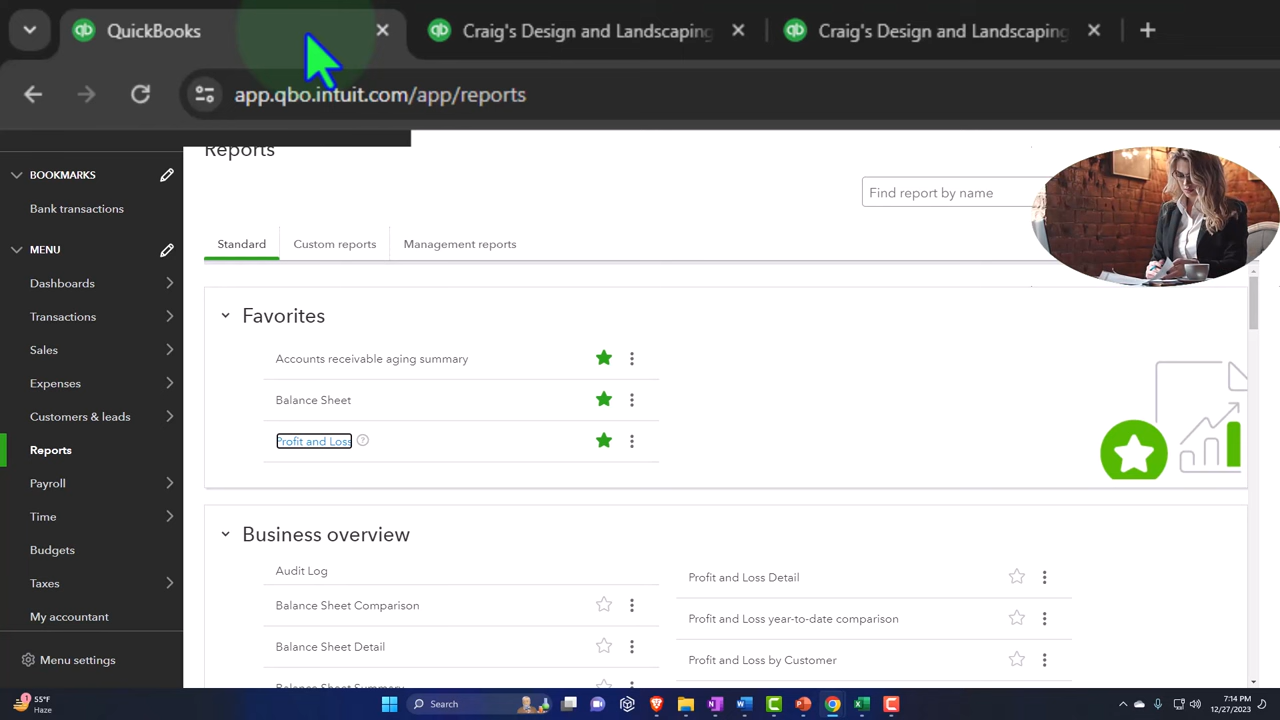 QuickBooks
Craig's Design and Landscaping
Craig's Design and Landscaping
app.qbo.intuit.com/app/reports
Reports
BOOKMARKS
Bank transactions
MENU
Dashboards
Transactions
Sales
Expenses
Customers & leads
Reports
Payroll
Time
Budgets
Taxes
My accountant
Menu settings
Find report by name
Standard
Custom reports
Management reports
Favorites
Accounts receivable aging summary
Balance Sheet
Profit and Loss
Business overview
Audit Log
Balance Sheet Comparison
Balance Sheet Detail
Balance Sheet Summary
Profit and Loss Detail
Profit and Loss year-to-date comparison
Profit and Loss by Customer
1
55°F
Haze
Search
7:14 PM
12/27/2023